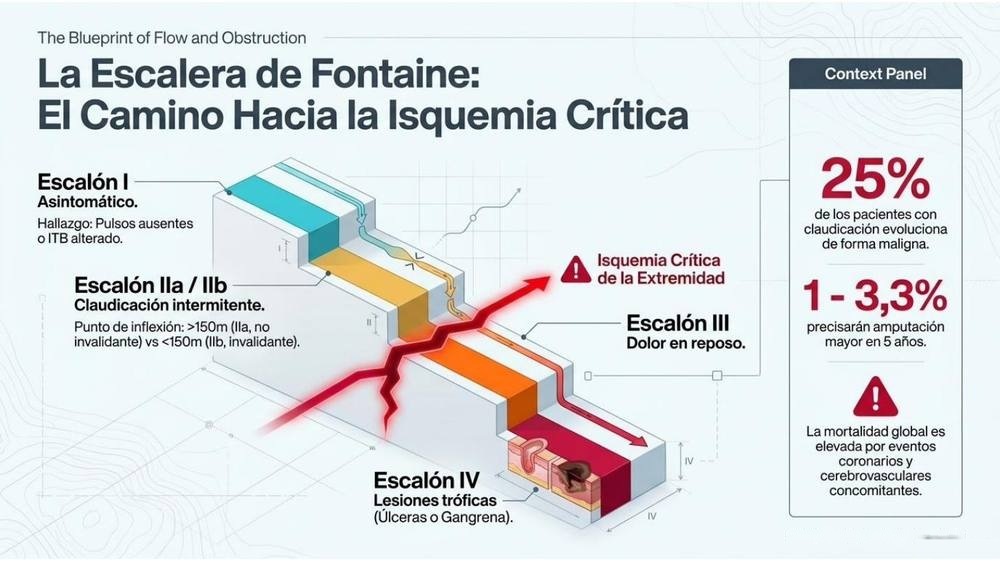 The Blueprint of Flow and Obstruction
La Escalera de Fontaine:
El Camino Hacia la Isquemia Crítica
Escalón I
Asintomático.
Hallazgo: Pulsos ausentes
o ITB alterado.
Escalón IIa / IIb
Claudicación intermitente.
Punto de inflexión: >150m (IIa, no
invalidante) vs <150m (IIb, invalidante).
I
II
Isquemia Crítica
de la Extremidad
Escalón III
Dolor en reposo.
Escalón IV
Lesiones tróficas
(Úlceras o Gangrena).
IV
IV
Context Panel
25%
de los pacientes con
claudicación evoluciona
de forma maligna.
1 - 3,3%
precisarán amputación
mayor en 5 años.
La mortalidad global es
elevada por eventos
coronarios y
cerebrovasculares
concomitantes.